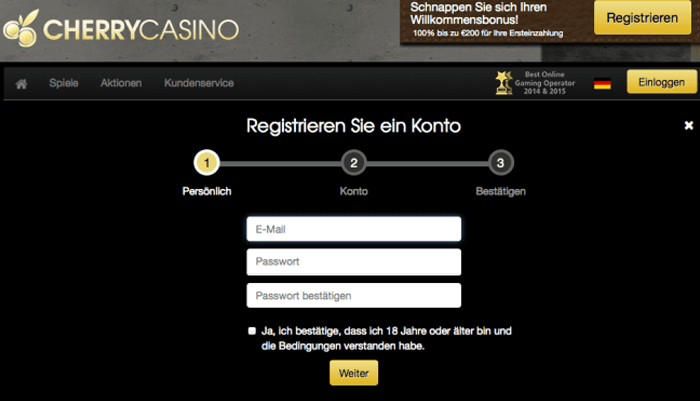 CHERRYCASINO
Schnappen Sie sich Ihren
Willkommensbonus!
100% bis zu €200 für Ihre Ersteinzahlung
Registrieren
Spiele
Aktionen
Kundenservice
Best Online
Gaming Operator
2014 & 2015
Einloggen
Registrieren Sie ein Konto
×
1
2
3
Persönlich
Konto
Bestätigen
E-Mail
Passwort
Passwort bestätigen
Ja, ich bestätige, dass ich 18 Jahre oder älter bin und
die Bedingungen verstanden habe.
Weiter